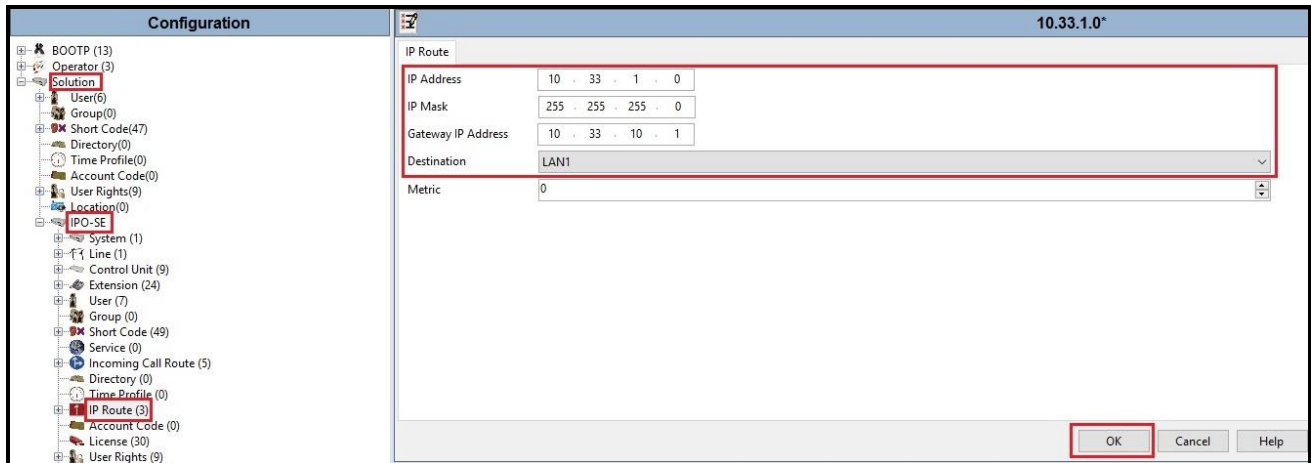 Configuration
BOOTP (13)
Operator (3)
Solution
User(6)
Group(0)
Short Code(47)
Directory(0)
Time Profile(0)
Account Code(0)
User Rights(9)
Location(0)
IPO-SE
System (1)
Line (1)
Control Unit (9)
Extension (24)
User (7)
Group (0)
Short Code (49)
Service (0)
Incoming Call Route (5)
Directory (0)
Time Profile (0)
IP Route (3)
Account Code (0)
License (30)
User Rights (9)
10.33.1.0*
IP Route
IP Address 10 . 33 . 1 . 0
IP Mask 255 . 255 . 255 . 0
Gateway IP Address 10 . 33 . 10 . 1
Destination LAN1
Metric 0
OK Cancel Help